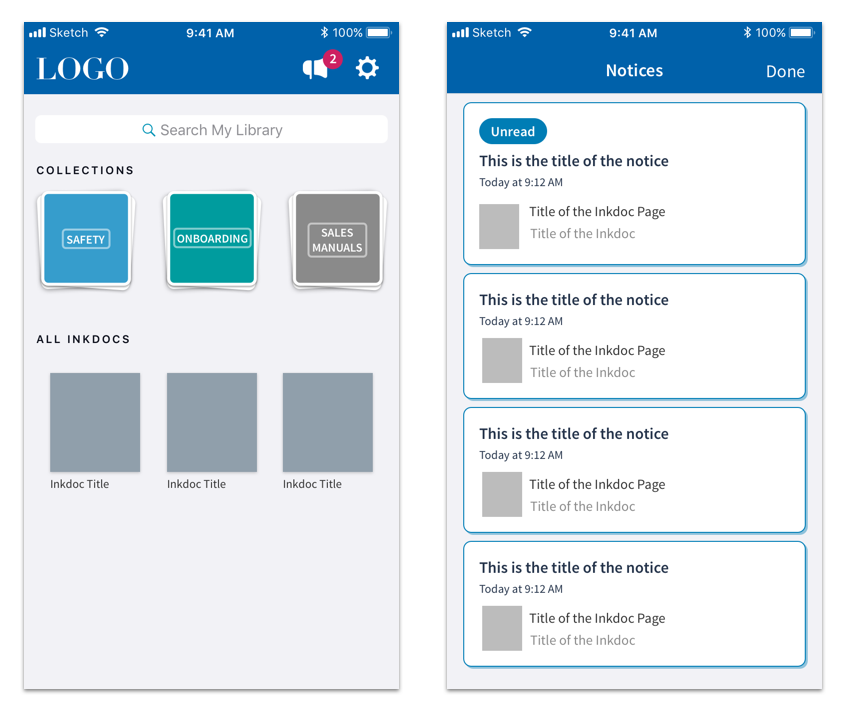 Sketch 9:41 AM 100%
LOGO 2
Search My Library
COLLECTIONS
SAFETY
ONBOARDING
SALES
MANUALS
ALL INKDOCS
Inkdoc Title Inkdoc Title Inkdoc Title
Sketch 9:41 AM 100%
Notices Done
Unread
This is the title of the notice
Today at 9:12 AM
Title of the Inkdoc Page
Title of the Inkdoc
This is the title of the notice
Today at 9:12 AM
Title of the Inkdoc Page
Title of the Inkdoc
This is the title of the notice
Today at 9:12 AM
Title of the Inkdoc Page
Title of the Inkdoc
This is the title of the notice
Today at 9:12 AM
Title of the Inkdoc Page
Title of the Inkdoc